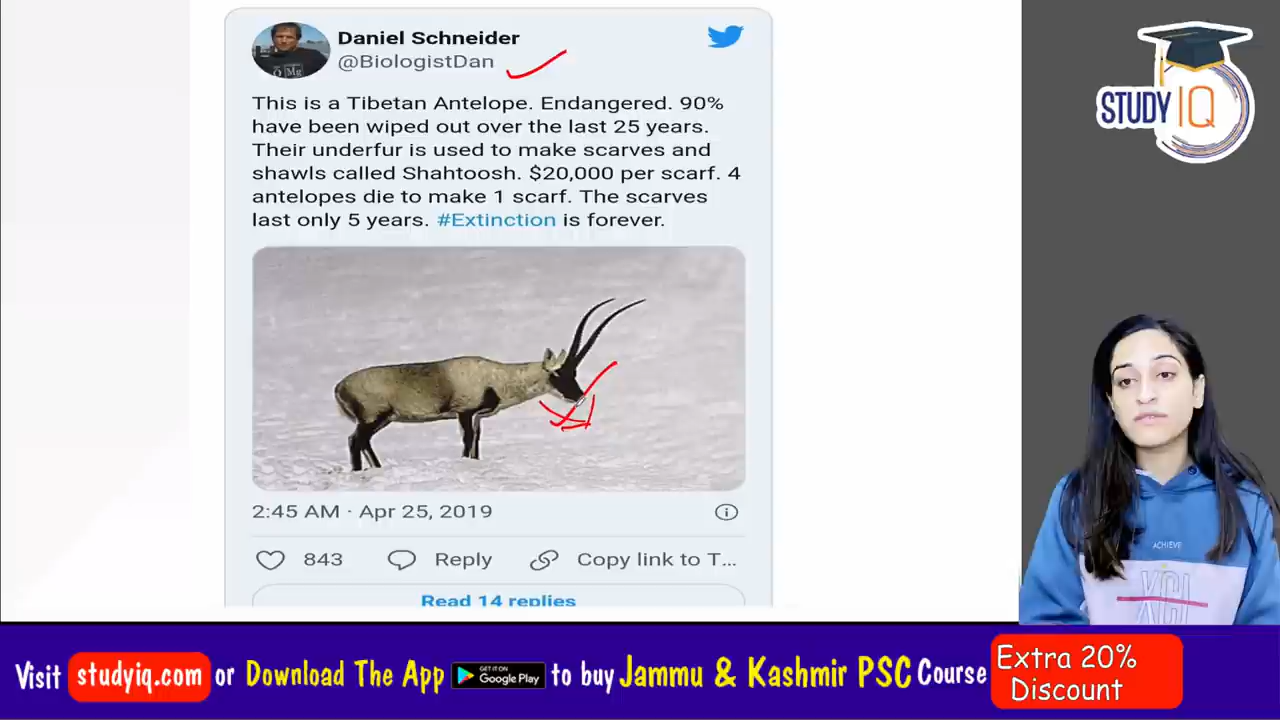 Daniel Schneider
@BiologistDan
This is a Tibetan Antelope. Endangered. 90%
have been wiped out over the last 25 years.
Their underfur is used to make scarves and
shawls called Shahtoosh. $20,000 per scarf. 4
antelopes die to make 1 scarf. The scarves
last only 5 years. #Extinction is forever.
2:45 AM · Apr 25, 2019
843 Reply Copy link to T...
Read 14 replies
STUDY IQ
ACHIEVE
Visit studyiq.com or Download The App GET IT ON Google Play to buy Jammu & Kashmir PSC Course
Extra 20%
Discount